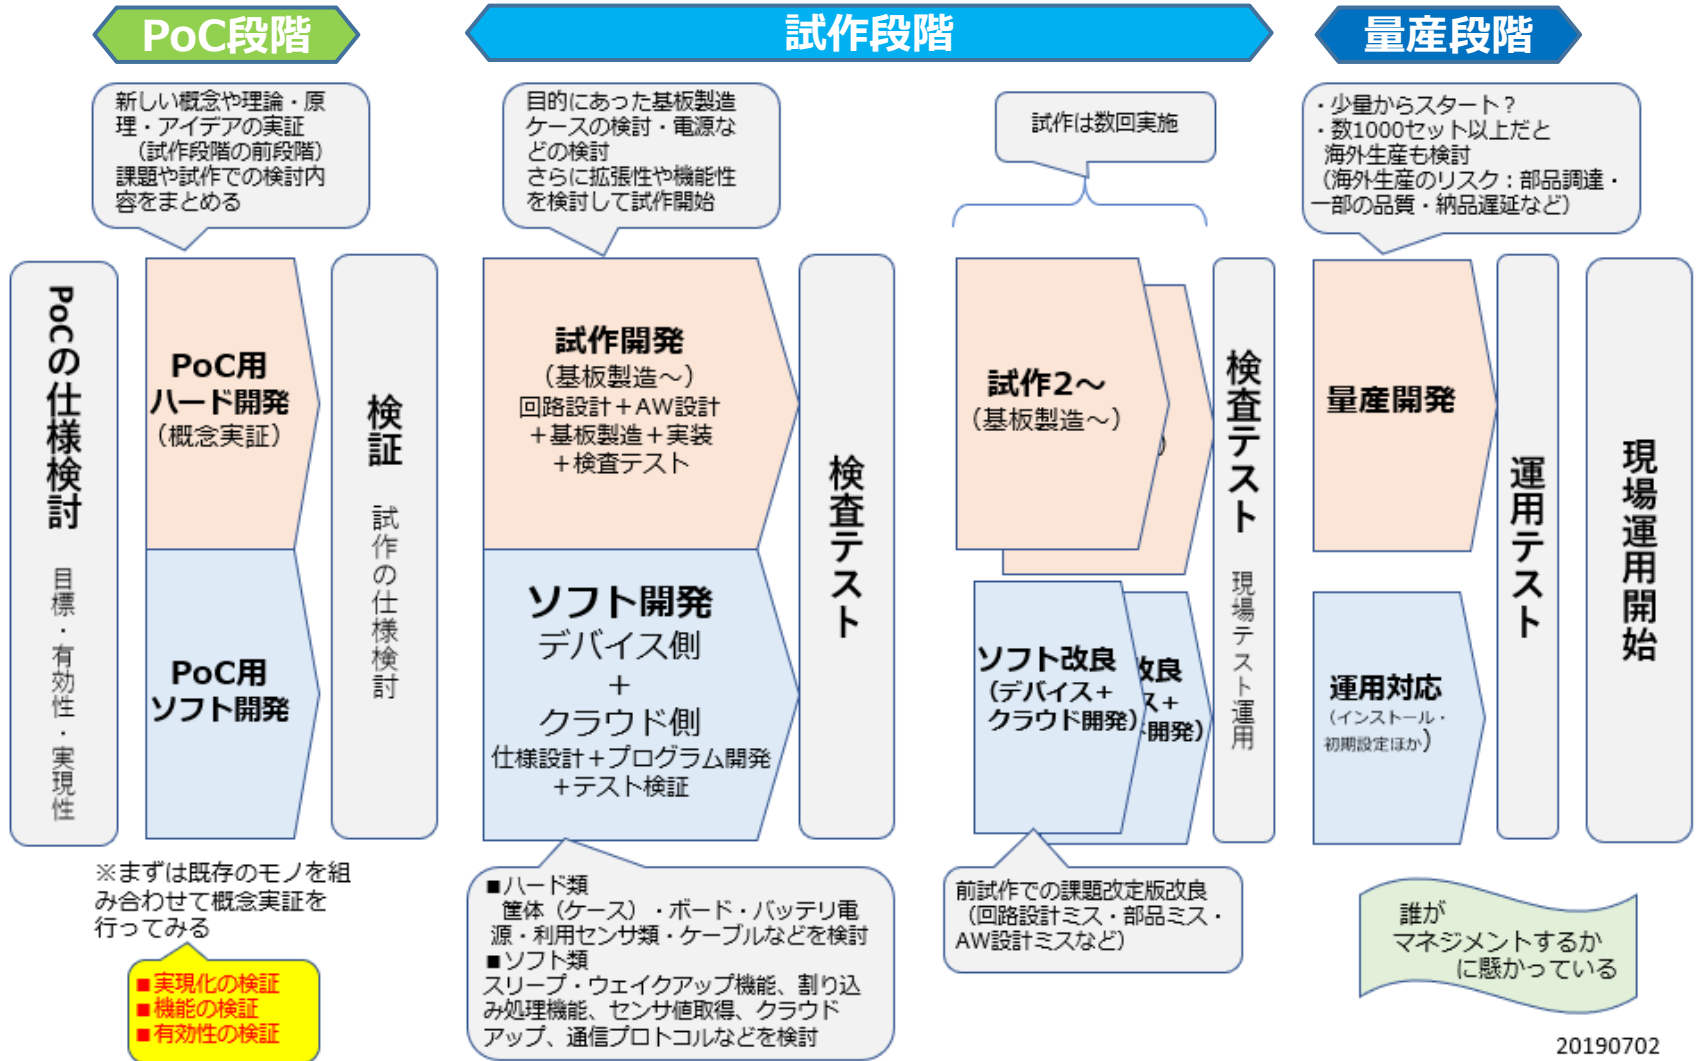 PoC段階
試作段階
量産段階
新しい概念や理論・原
理・アイデアの実証
（試作段階の前段階）
課題や試作での検討内
容をまとめる
目的にあった基板製造
ケースの検討・電源な
どの検討
さらに拡張性や機能性
を検討して試作開始
試作は数回実施
・少量からスタート？
・数1000セット以上だと
海外生産も検討
（海外生産のリスク：部品調達・
一部の品質・納品遅延など）
PoCの仕様検討　目標・有効性・実現性
PoC用
ハード開発
（概念実証）
PoC用
ソフト開発
検証　試作の仕様検討
試作開発
（基板製造～）
回路設計＋AW設計
＋基板製造＋実装
＋検査テスト
ソフト開発
デバイス側
＋
クラウド側
仕様設計＋プログラム開発
＋テスト検証
検査テスト
試作2～
（基板製造～）
）
ソフト改良
（デバイス＋
クラウド開発）
改良
ス＋
開発）
検査テスト　現場テスト運用
量産開発
運用対応
（インストール・
初期設定ほか）
運用テスト
現場運用開始
※まずは既存のモノを組
み合わせて概念実証を
行ってみる
■実現化の検証
■機能の検証
■有効性の検証
■ハード類
筐体（ケース）・ボード・バッテリ電
源・利用センサ類・ケーブルなどを検討
■ソフト類
スリープ・ウェイクアップ機能、割り込
み処理機能、センサ値取得、クラウド
アップ、通信プロトコルなどを検討
前試作での課題改定版改良
（回路設計ミス・部品ミス・
AW設計ミスなど）
誰が
マネジメントするか
に懸かっている
20190702